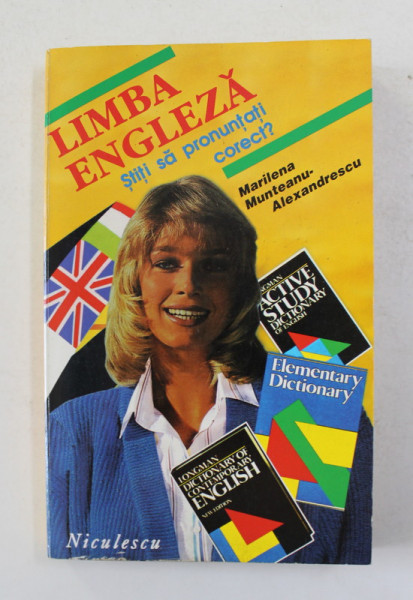 LIMBA
ENGLEZĂ
Știți să pronunțați
corect?
Marilena
Munteanu-
Alexandrescu
LONGMAN
ACTIVE
STUDY
DICTIONARY
OF ENGLISH
Elementary
Dictionary
LONGMAN
DICTIONARY OF
CONTEMPORARY
ENGLISH
NEW EDITION
Niculescu